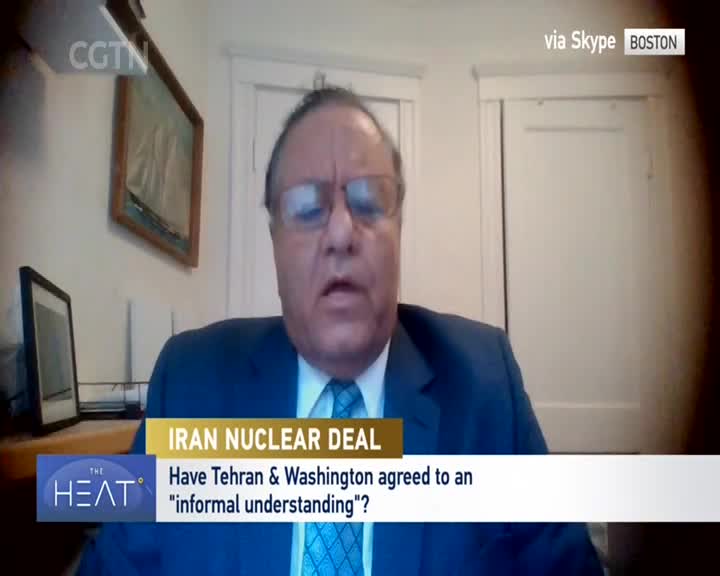 CGTN
via Skype BOSTON
IRAN NUCLEAR DEAL
THE
HEAT
Have Tehran & Washington agreed to an
"informal understanding"?